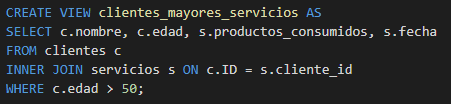 CREATE VIEW clientes_mayores_servicios AS
SELECT c.nombre, c.edad, s.productos_consumidos, s.fecha
FROM clientes c
INNER JOIN servicios s ON c.ID = s.cliente_id
WHERE c.edad > 50;